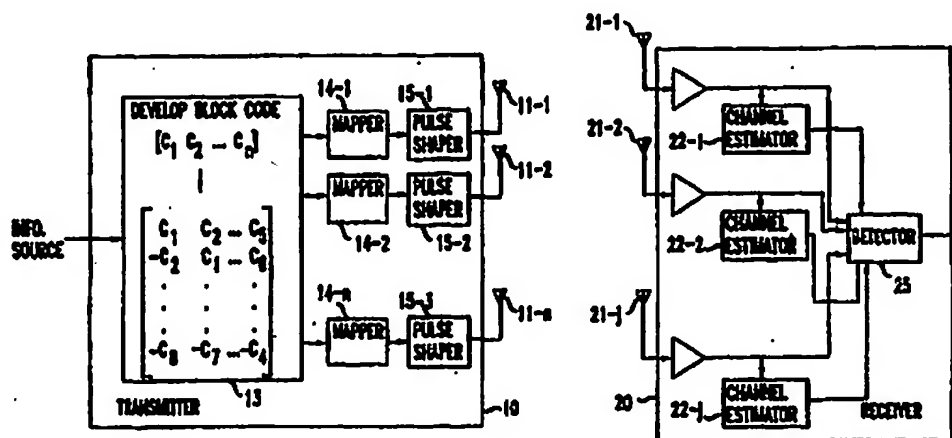 INFO. SOURCE
DEVELOP BLOCK CODE
[C1 C2 ... Cn]
C1 C2 ... C5
-C2 C1 ... C6
-C8 -C7 ... -C4
13
TRANSMITTER
10
14-1
MAPPER
15-1
PULSE SHAPER
11-1
MAPPER
14-2
PULSE SHAPER
15-2
11-2
14-n
MAPPER
15-3
PULSE SHAPER
11-n
21-1
CHANNEL ESTIMATOR
22-1
21-2
CHANNEL ESTIMATOR
22-2
DETECTOR
25
21-j
CHANNEL ESTIMATOR
22-j
20
RECEIVER